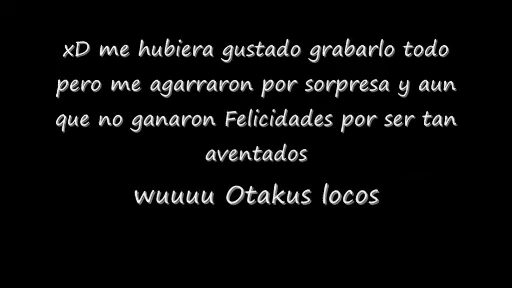 xD me hubiera gustado grabarlo todo
pero me agarraron por sorpresa y aun
que no ganaron Felicidades por ser tan
aventados
wuuuu Otakus locos